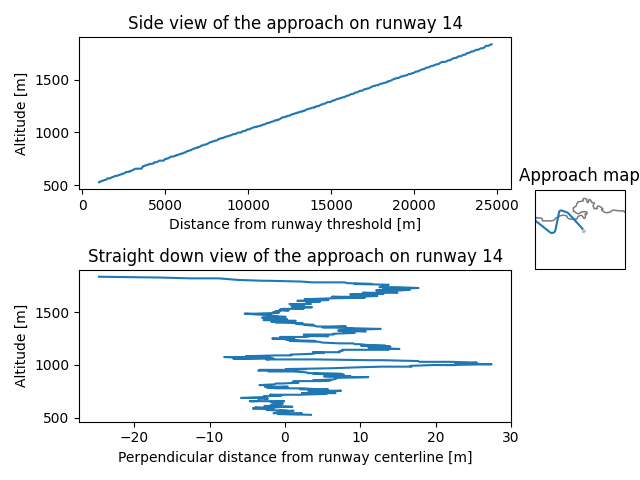 Side view of the approach on runway 14
Altitude [m]
1500
1000
500
0 5000 10000 15000 20000 25000
Distance from runway threshold [m]
Approach map
Straight down view of the approach on runway 14
Altitude [m]
1500
1000
500
−20 −10 0 10 20 30
Perpendicular distance from runway centerline [m]